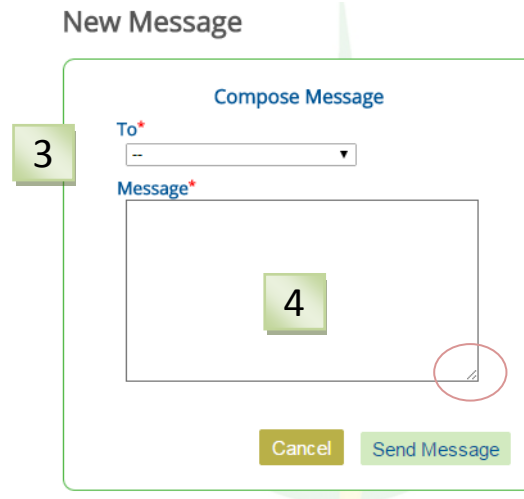 New Message
Compose Message
To*
3
--
Message*
4
Cancel Send Message